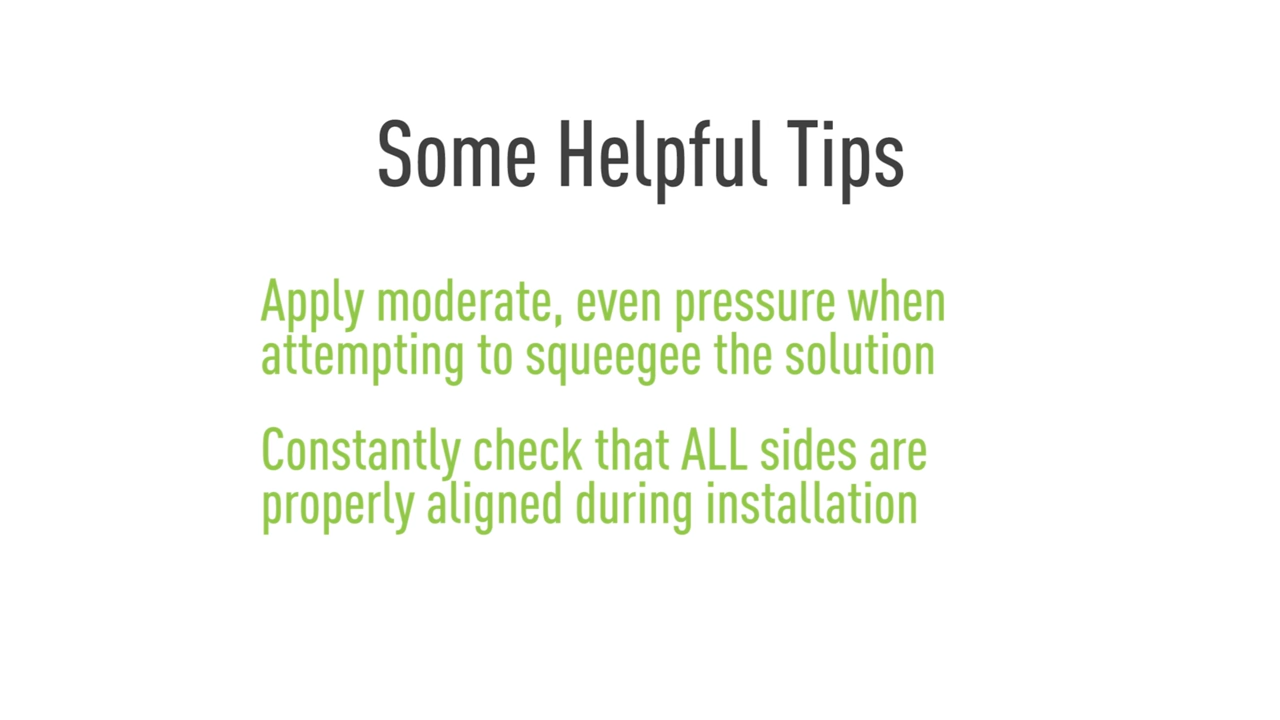 Some Helpful Tips
Apply moderate, even pressure when
attempting to squeegee the solution
Constantly check that ALL sides are
properly aligned during installation